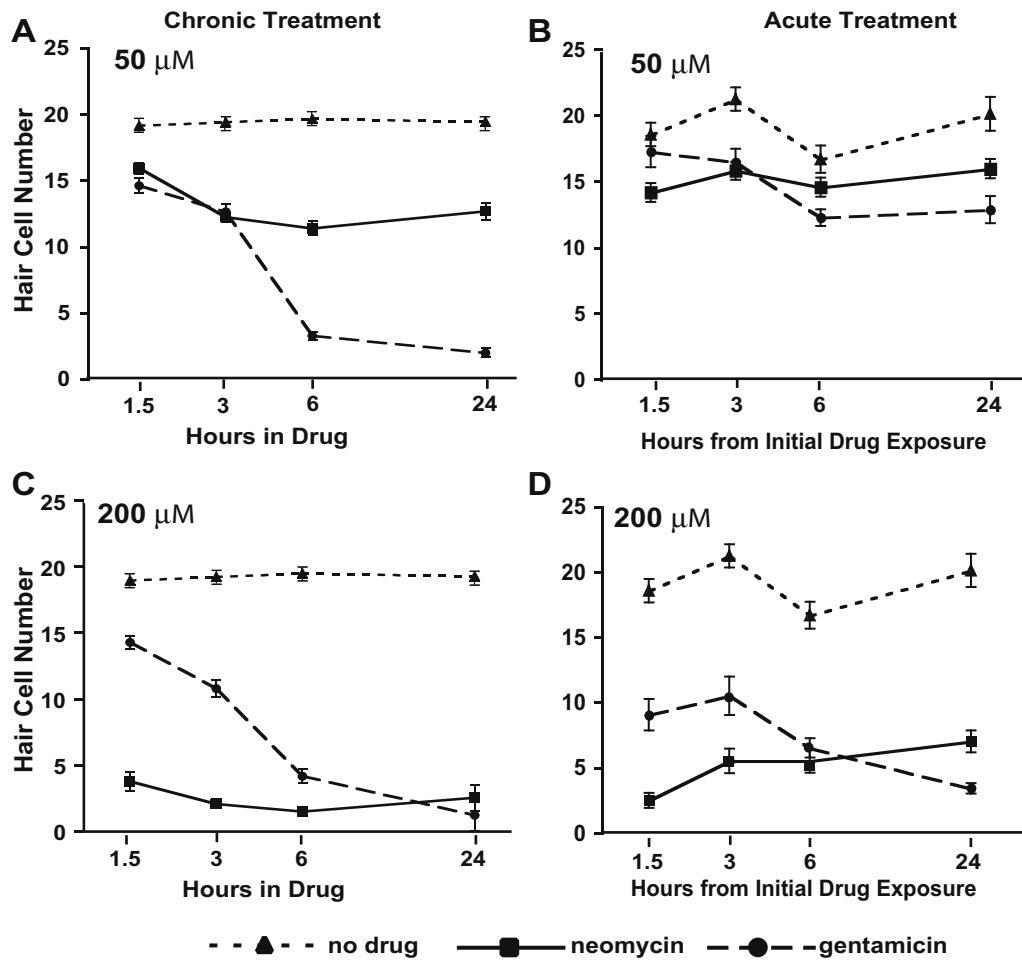 A Chronic Treatment
50 μM
Hair Cell Number
25
20
15
10
5
0
1.5 3 6 24
Hours in Drug
B Acute Treatment
50 μM
25
20
15
10
5
0
1.5 3 6 24
Hours from Initial Drug Exposure
C
200 μM
Hair Cell Number
25
20
15
10
5
0
1.5 3 6 24
Hours in Drug
D
200 μM
25
20
15
10
5
0
1.5 3 6 24
Hours from Initial Drug Exposure
no drug neomycin gentamicin